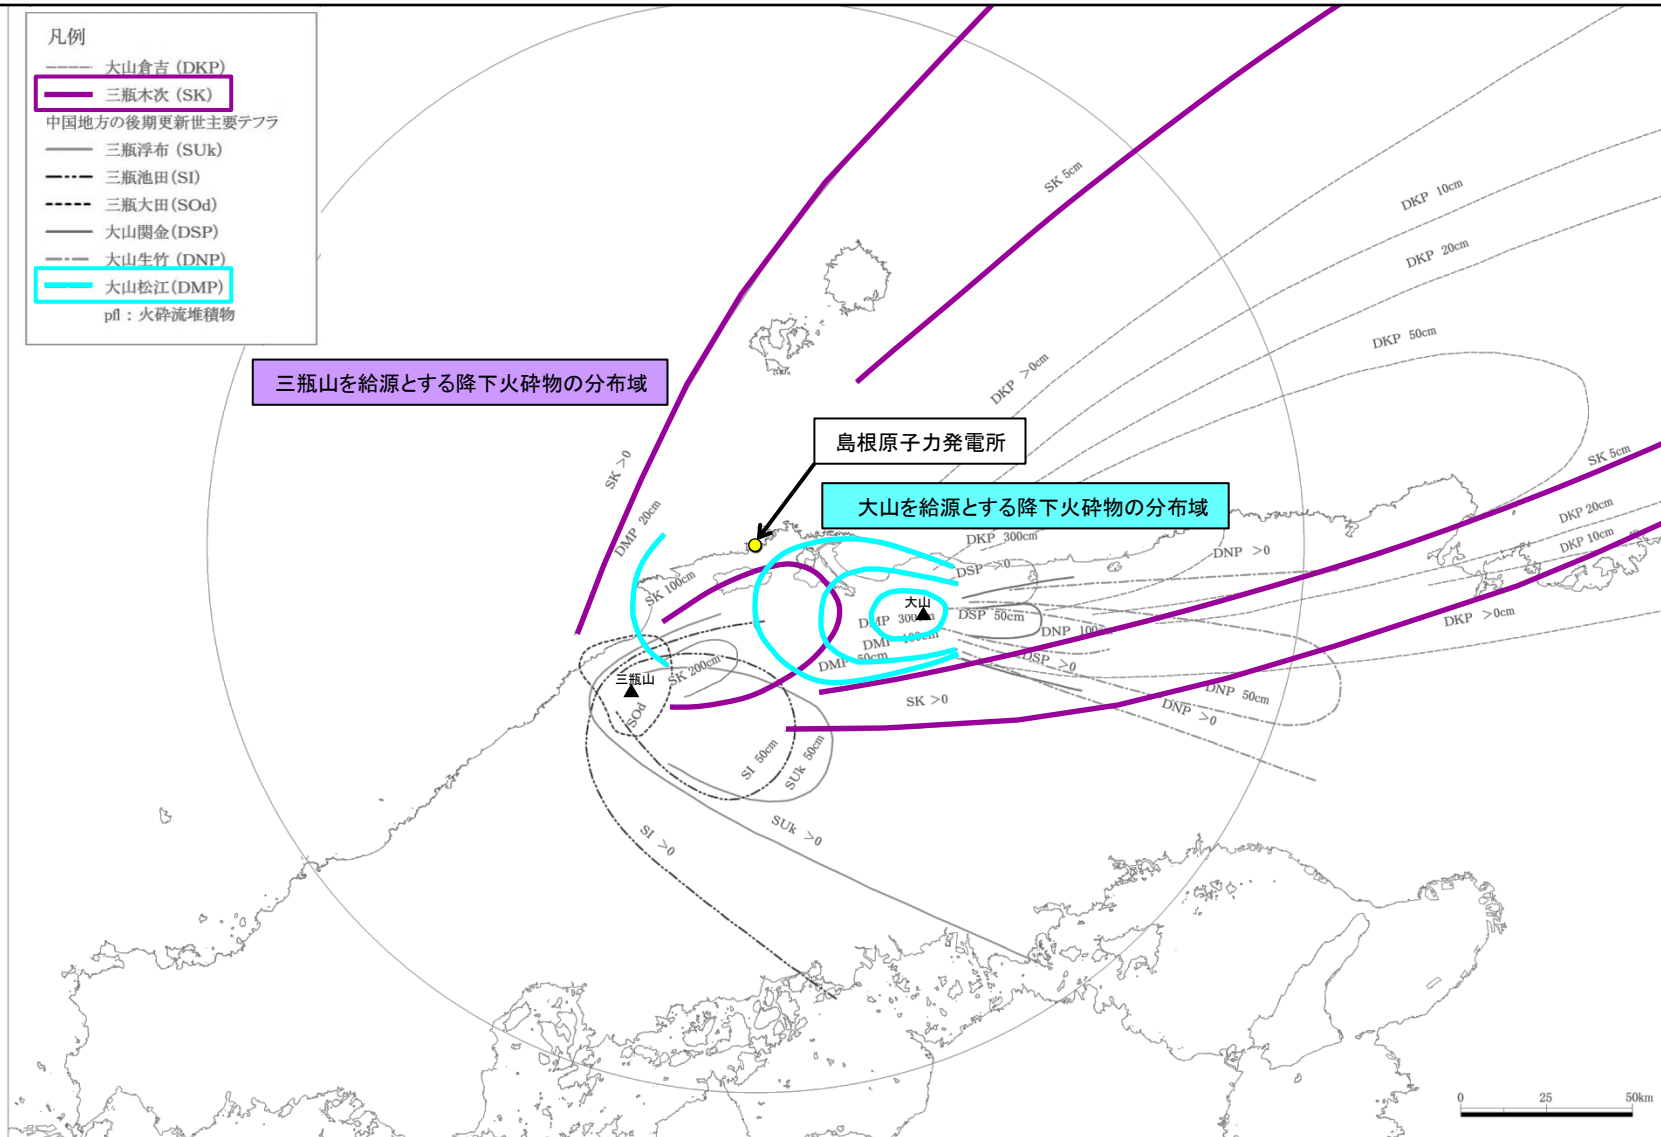 凡例
大山倉吉 (DKP)
三瓶木次 (SK)
中国地方の後期更新世主要テフラ
三瓶浮布 (SUk)
三瓶池田(SI)
三瓶大田(SOd)
大山関金(DSP)
大山生竹 (DNP)
大山松江(DMP)
pfl : 火砕流堆積物
SK 5cm
DKP 10cm
DKP 20cm
DKP 50cm
DKP >0cm
三瓶山を給源とする降下火砕物の分布域
島根原子力発電所
SK >0
SK 5cm
大山を給源とする降下火砕物の分布域
DMP 20cm
DKP 20cm
DKP 300cm
DKP 10cm
DNP >0
DSP >0
SK 100cm
大山
DMP 300cm
DSP 50cm
DKP >0cm
DNP 100cm
DMP 100cm
DMP 50cm
DSP >0
三瓶山
SK 200cm
DNP 50cm
SK >0
DNP >0
SOd
SI 50cm
SUk 50cm
SUk >0
SI >0
0 25 50km